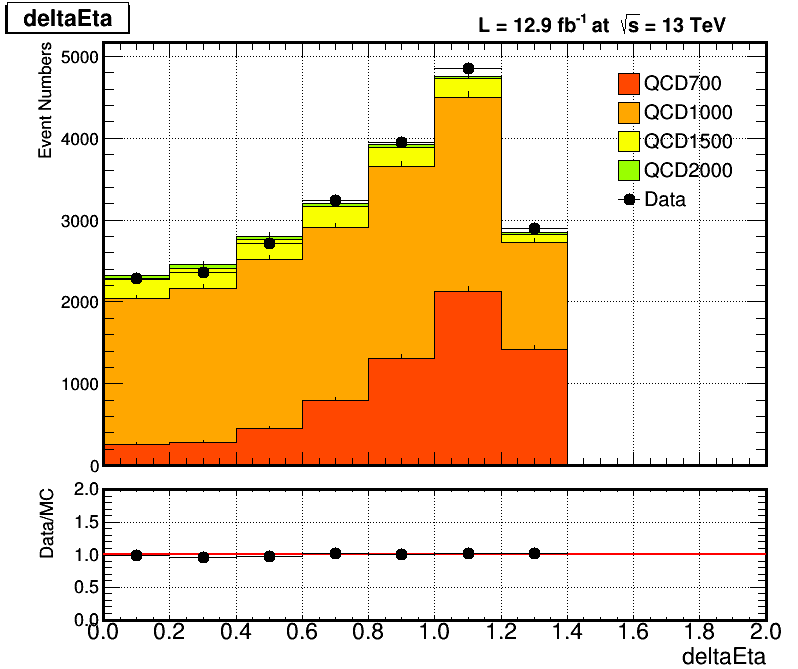 deltaEta
L = 12.9 fb⁻¹ at √s = 13 TeV
Event Numbers
5000
4000
3000
2000
1000
0
QCD700
QCD1000
QCD1500
QCD2000
Data
Data/MC
2.0
1.5
1.0
0.5
0.0
0.0 0.2 0.4 0.6 0.8 1.0 1.2 1.4 1.6 1.8 2.0
deltaEta